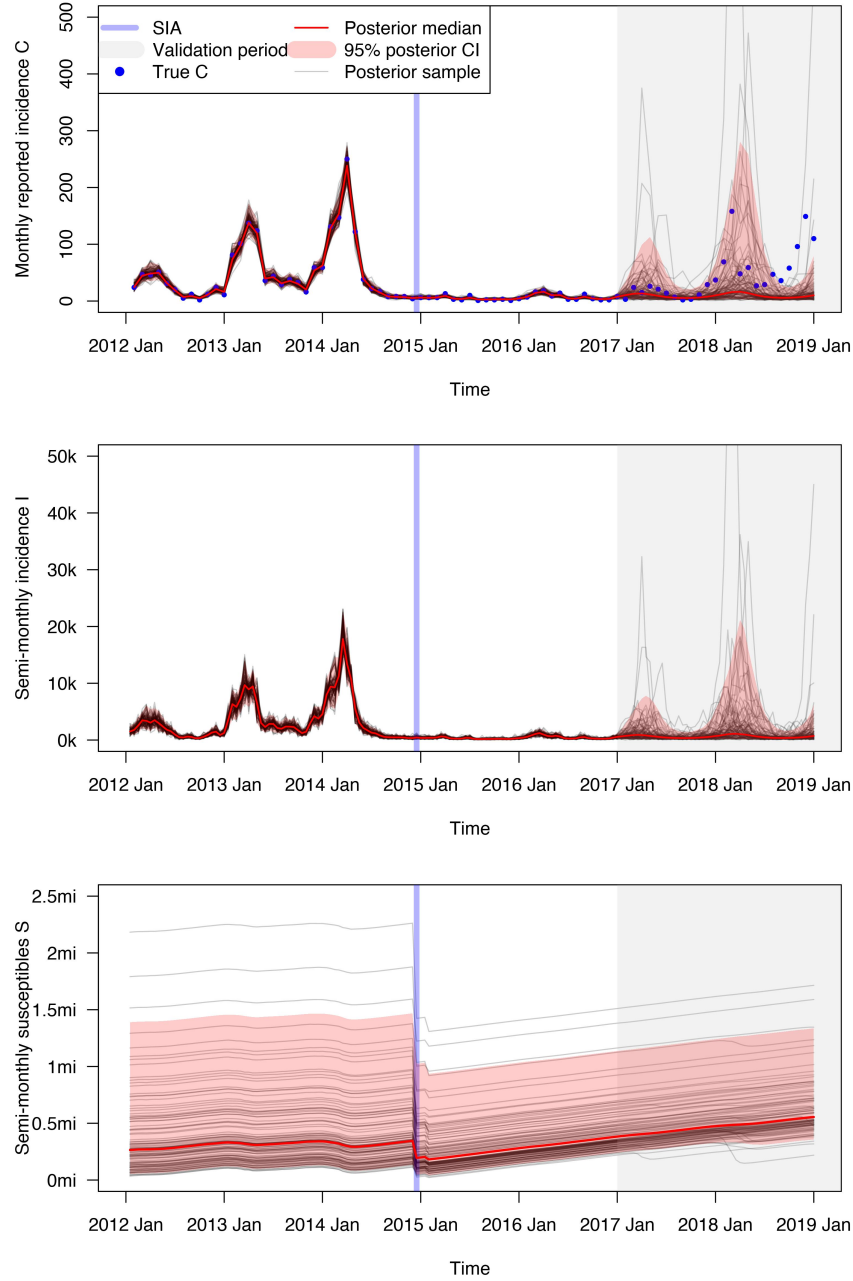 SIA
Validation period
True C
Posterior median
95% posterior CI
Posterior sample
Monthly reported incidence C
500
400
300
200
100
0
2012 Jan 2013 Jan 2014 Jan 2015 Jan 2016 Jan 2017 Jan 2018 Jan 2019 Jan
Time
Semi-monthly incidence I
50k
40k
30k
20k
10k
0k
2012 Jan 2013 Jan 2014 Jan 2015 Jan 2016 Jan 2017 Jan 2018 Jan 2019 Jan
Time
Semi-monthly susceptibles S
2.5mi
2mi
1.5mi
1mi
0.5mi
0mi
2012 Jan 2013 Jan 2014 Jan 2015 Jan 2016 Jan 2017 Jan 2018 Jan 2019 Jan
Time